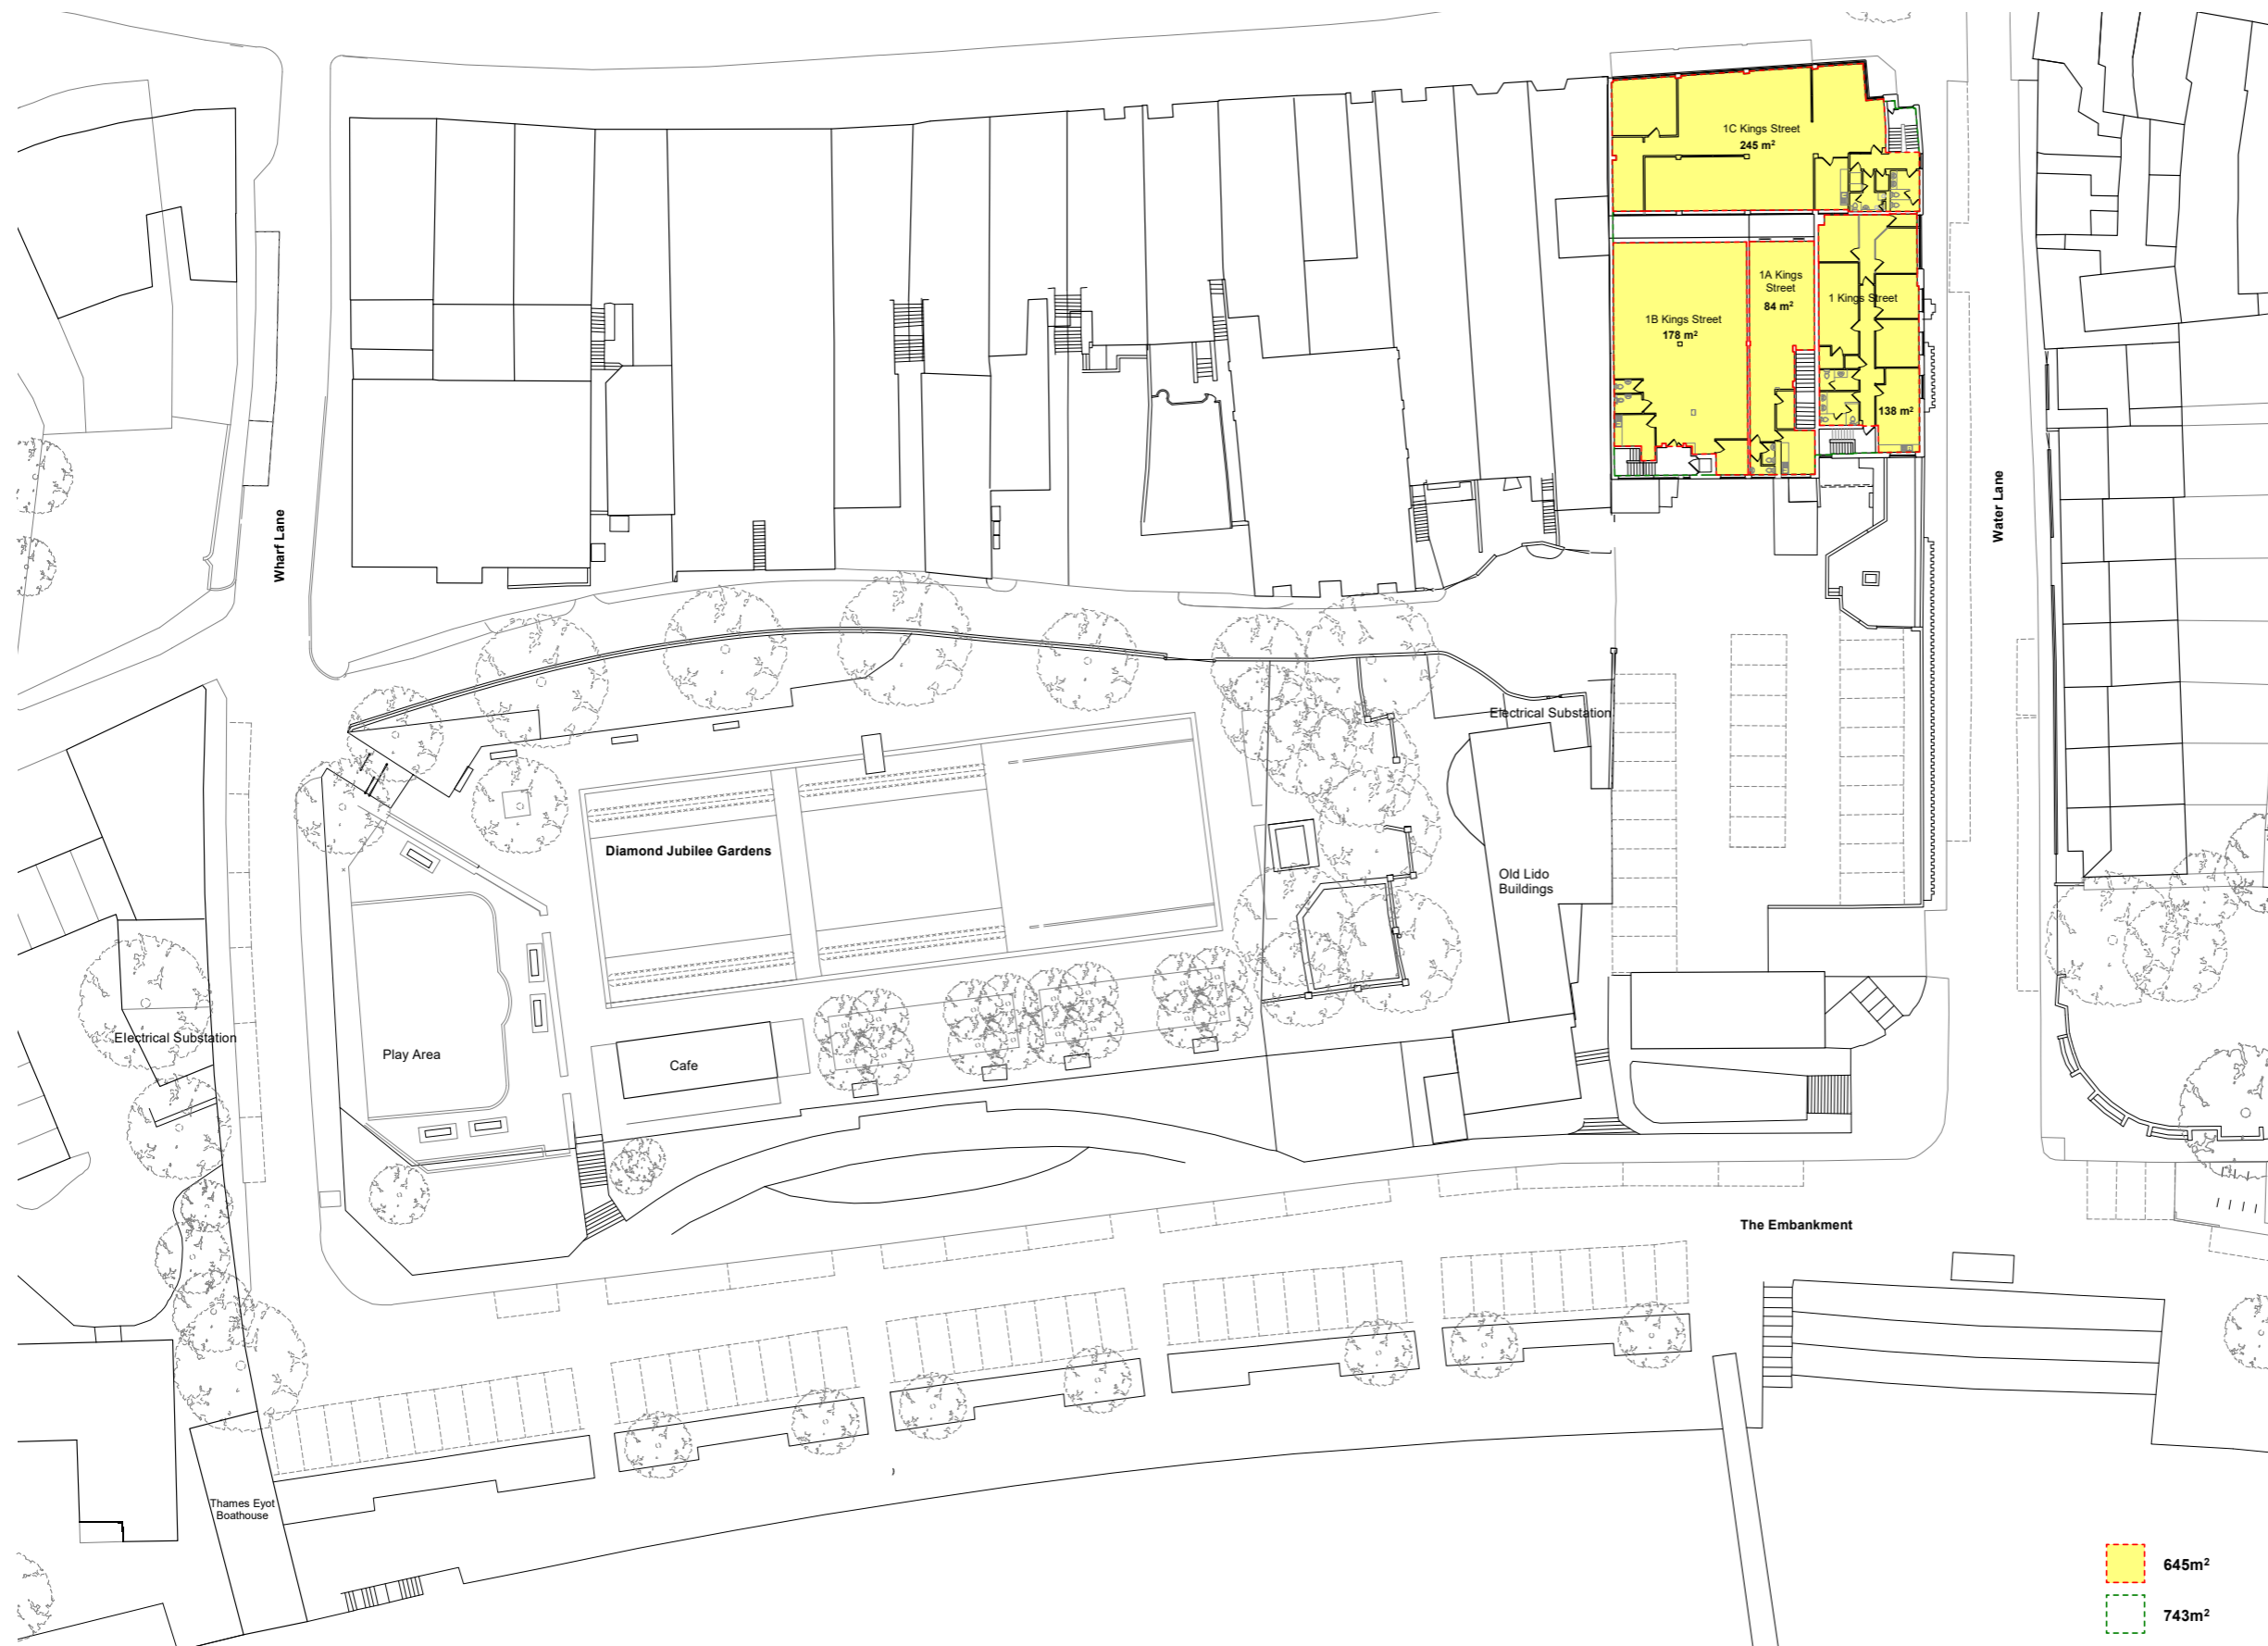 1C Kings Street
245 m²
1A Kings
Street
84 m²
1 Kings Street
1B Kings Street
178 m²
138 m²
Wharf Lane
Water Lane
Electrical Substation
Diamond Jubilee Gardens
Old Lido
Buildings
Electrical Substation
Play Area
Cafe
The Embankment
Thames Eyot
Boathouse
645m²
743m²